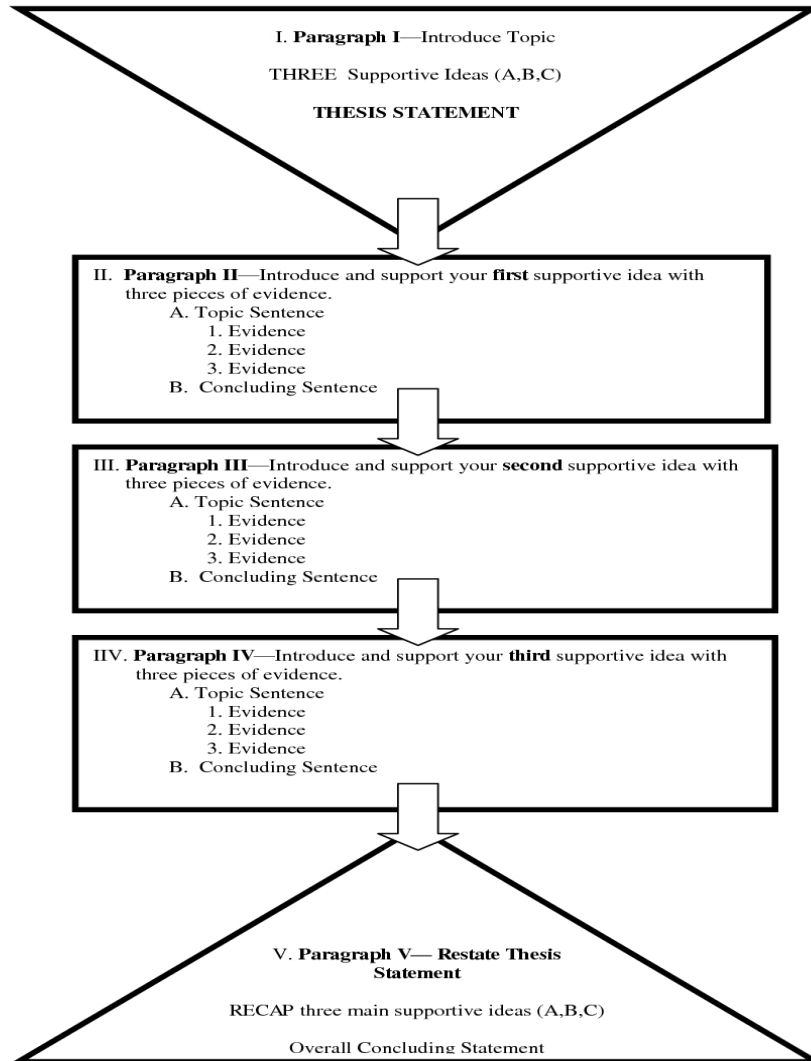 I. Paragraph I—Introduce Topic
THREE Supportive Ideas (A,B,C)
THESIS STATEMENT
II. Paragraph II—Introduce and support your first supportive idea with
three pieces of evidence.
A. Topic Sentence
1. Evidence
2. Evidence
3. Evidence
B. Concluding Sentence
III. Paragraph III—Introduce and support your second supportive idea with
three pieces of evidence.
A. Topic Sentence
1. Evidence
2. Evidence
3. Evidence
B. Concluding Sentence
IIV. Paragraph IV—Introduce and support your third supportive idea with
three pieces of evidence.
A. Topic Sentence
1. Evidence
2. Evidence
3. Evidence
B. Concluding Sentence
V. Paragraph V— Restate Thesis
Statement
RECAP three main supportive ideas (A,B,C)
Overall Concluding Statement